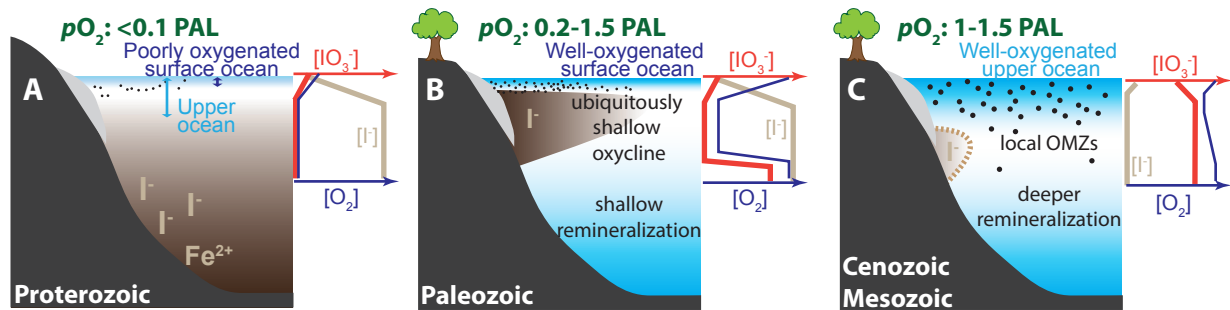 pO₂: <0.1 PAL
Poorly oxygenated
surface ocean
A
Upper
ocean
[IO₃⁻]
[I⁻]
I⁻
I⁻
I⁻
I⁻
Fe²⁺
[O₂]
Proterozoic
pO₂: 0.2-1.5 PAL
Well-oxygenated
surface ocean
B
I⁻
ubiquitously
shallow
oxycline
[IO₃⁻]
[I⁻]
shallow
remineralization
[O₂]
Paleozoic
pO₂: 1-1.5 PAL
Well-oxygenated
upper ocean
C
I⁻
local OMZs
[IO₃⁻]
[I⁻]
deeper
remineralization
[O₂]
Cenozoic
Mesozoic